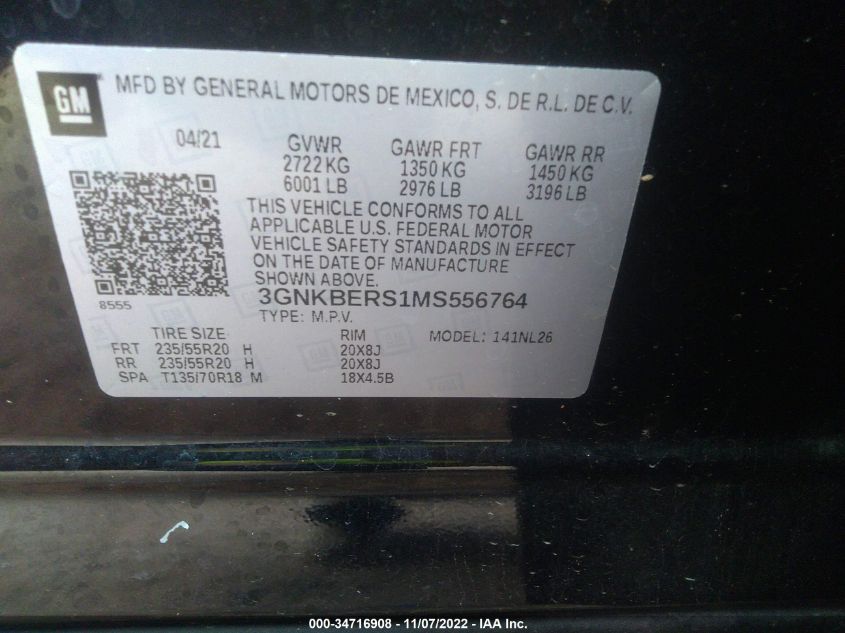 GM
MFD BY GENERAL MOTORS DE MEXICO, S. DE R.L. DE C.V.
04/21 GVWR GAWR FRT GAWR RR
2722 KG 1350 KG 1450 KG
6001 LB 2976 LB 3196 LB
THIS VEHICLE CONFORMS TO ALL
APPLICABLE U.S. FEDERAL MOTOR
VEHICLE SAFETY STANDARDS IN EFFECT
ON THE DATE OF MANUFACTURE
SHOWN ABOVE.
8555
3GNKBERS1MS556764
TYPE: M.P.V.
TIRE SIZE RIM MODEL: 141NL26
FRT 235/55R20 H 20X8J
RR 235/55R20 H 20X8J
SPA T135/70R18 M 18X4.5B
000-34716908 - 11/07/2022 - IAA Inc.